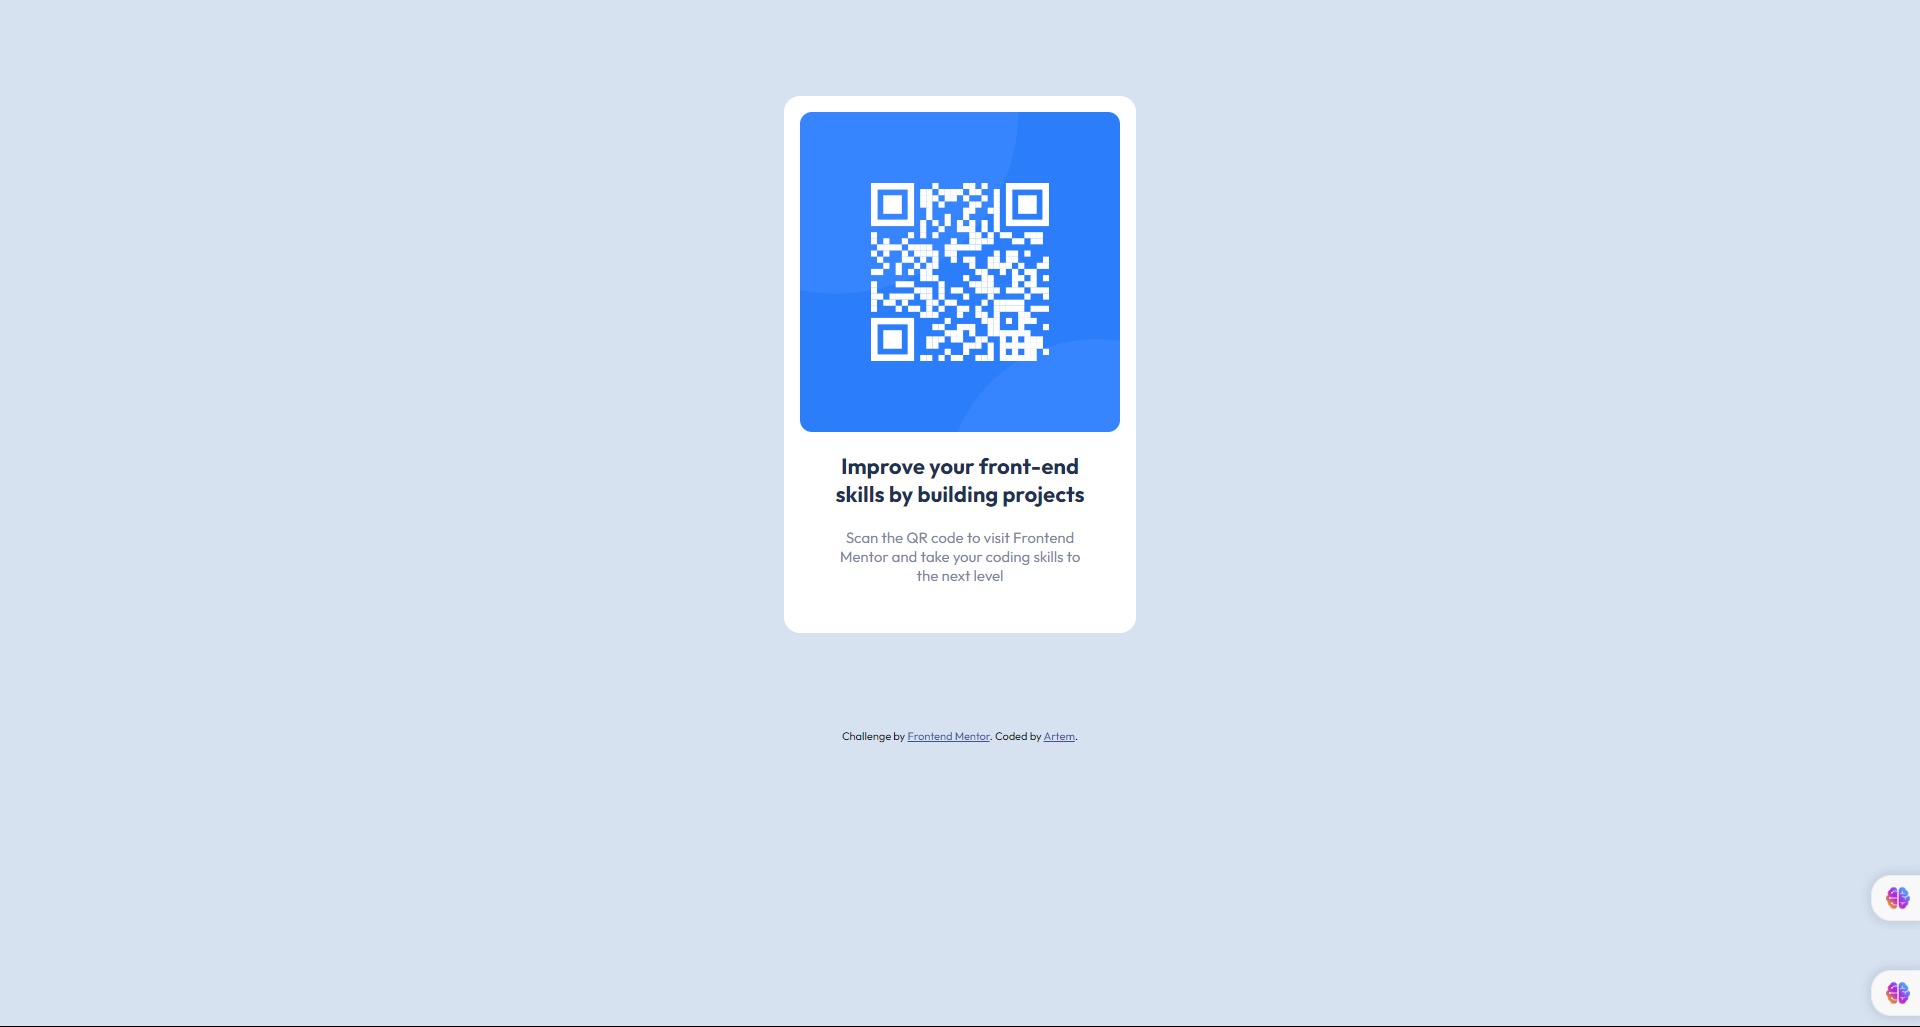 Improve your front-end
skills by building projects
Scan the QR code to visit Frontend
Mentor and take your coding skills to
the next level
Challenge by Frontend Mentor. Coded by Artem.